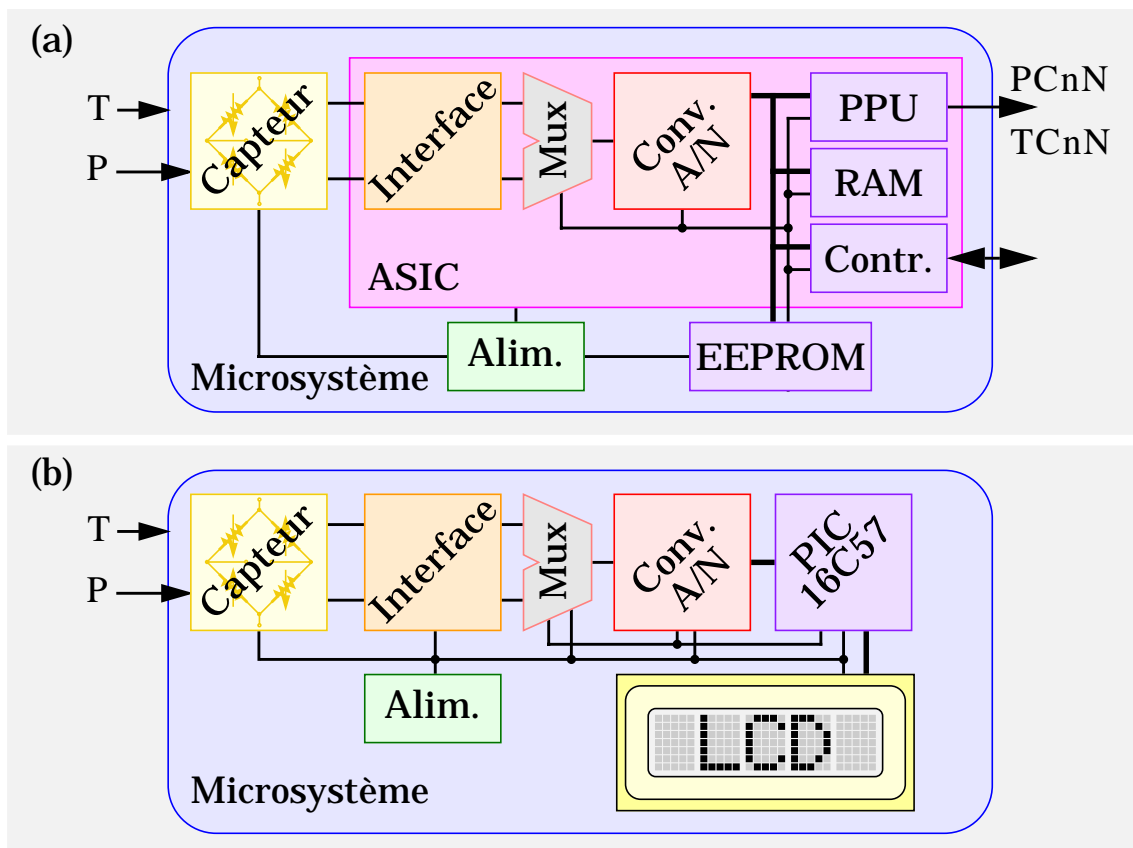 (a)
T
P
Capteur
Interface
Mux
Conv.
A/N
PPU
RAM
Contr.
PCnN
TCnN
ASIC
Alim.
EEPROM
Microsystème
(b)
T
P
Capteur
Interface
Mux
Conv.
A/N
PIC
16C57
Alim.
LCD
Microsystème